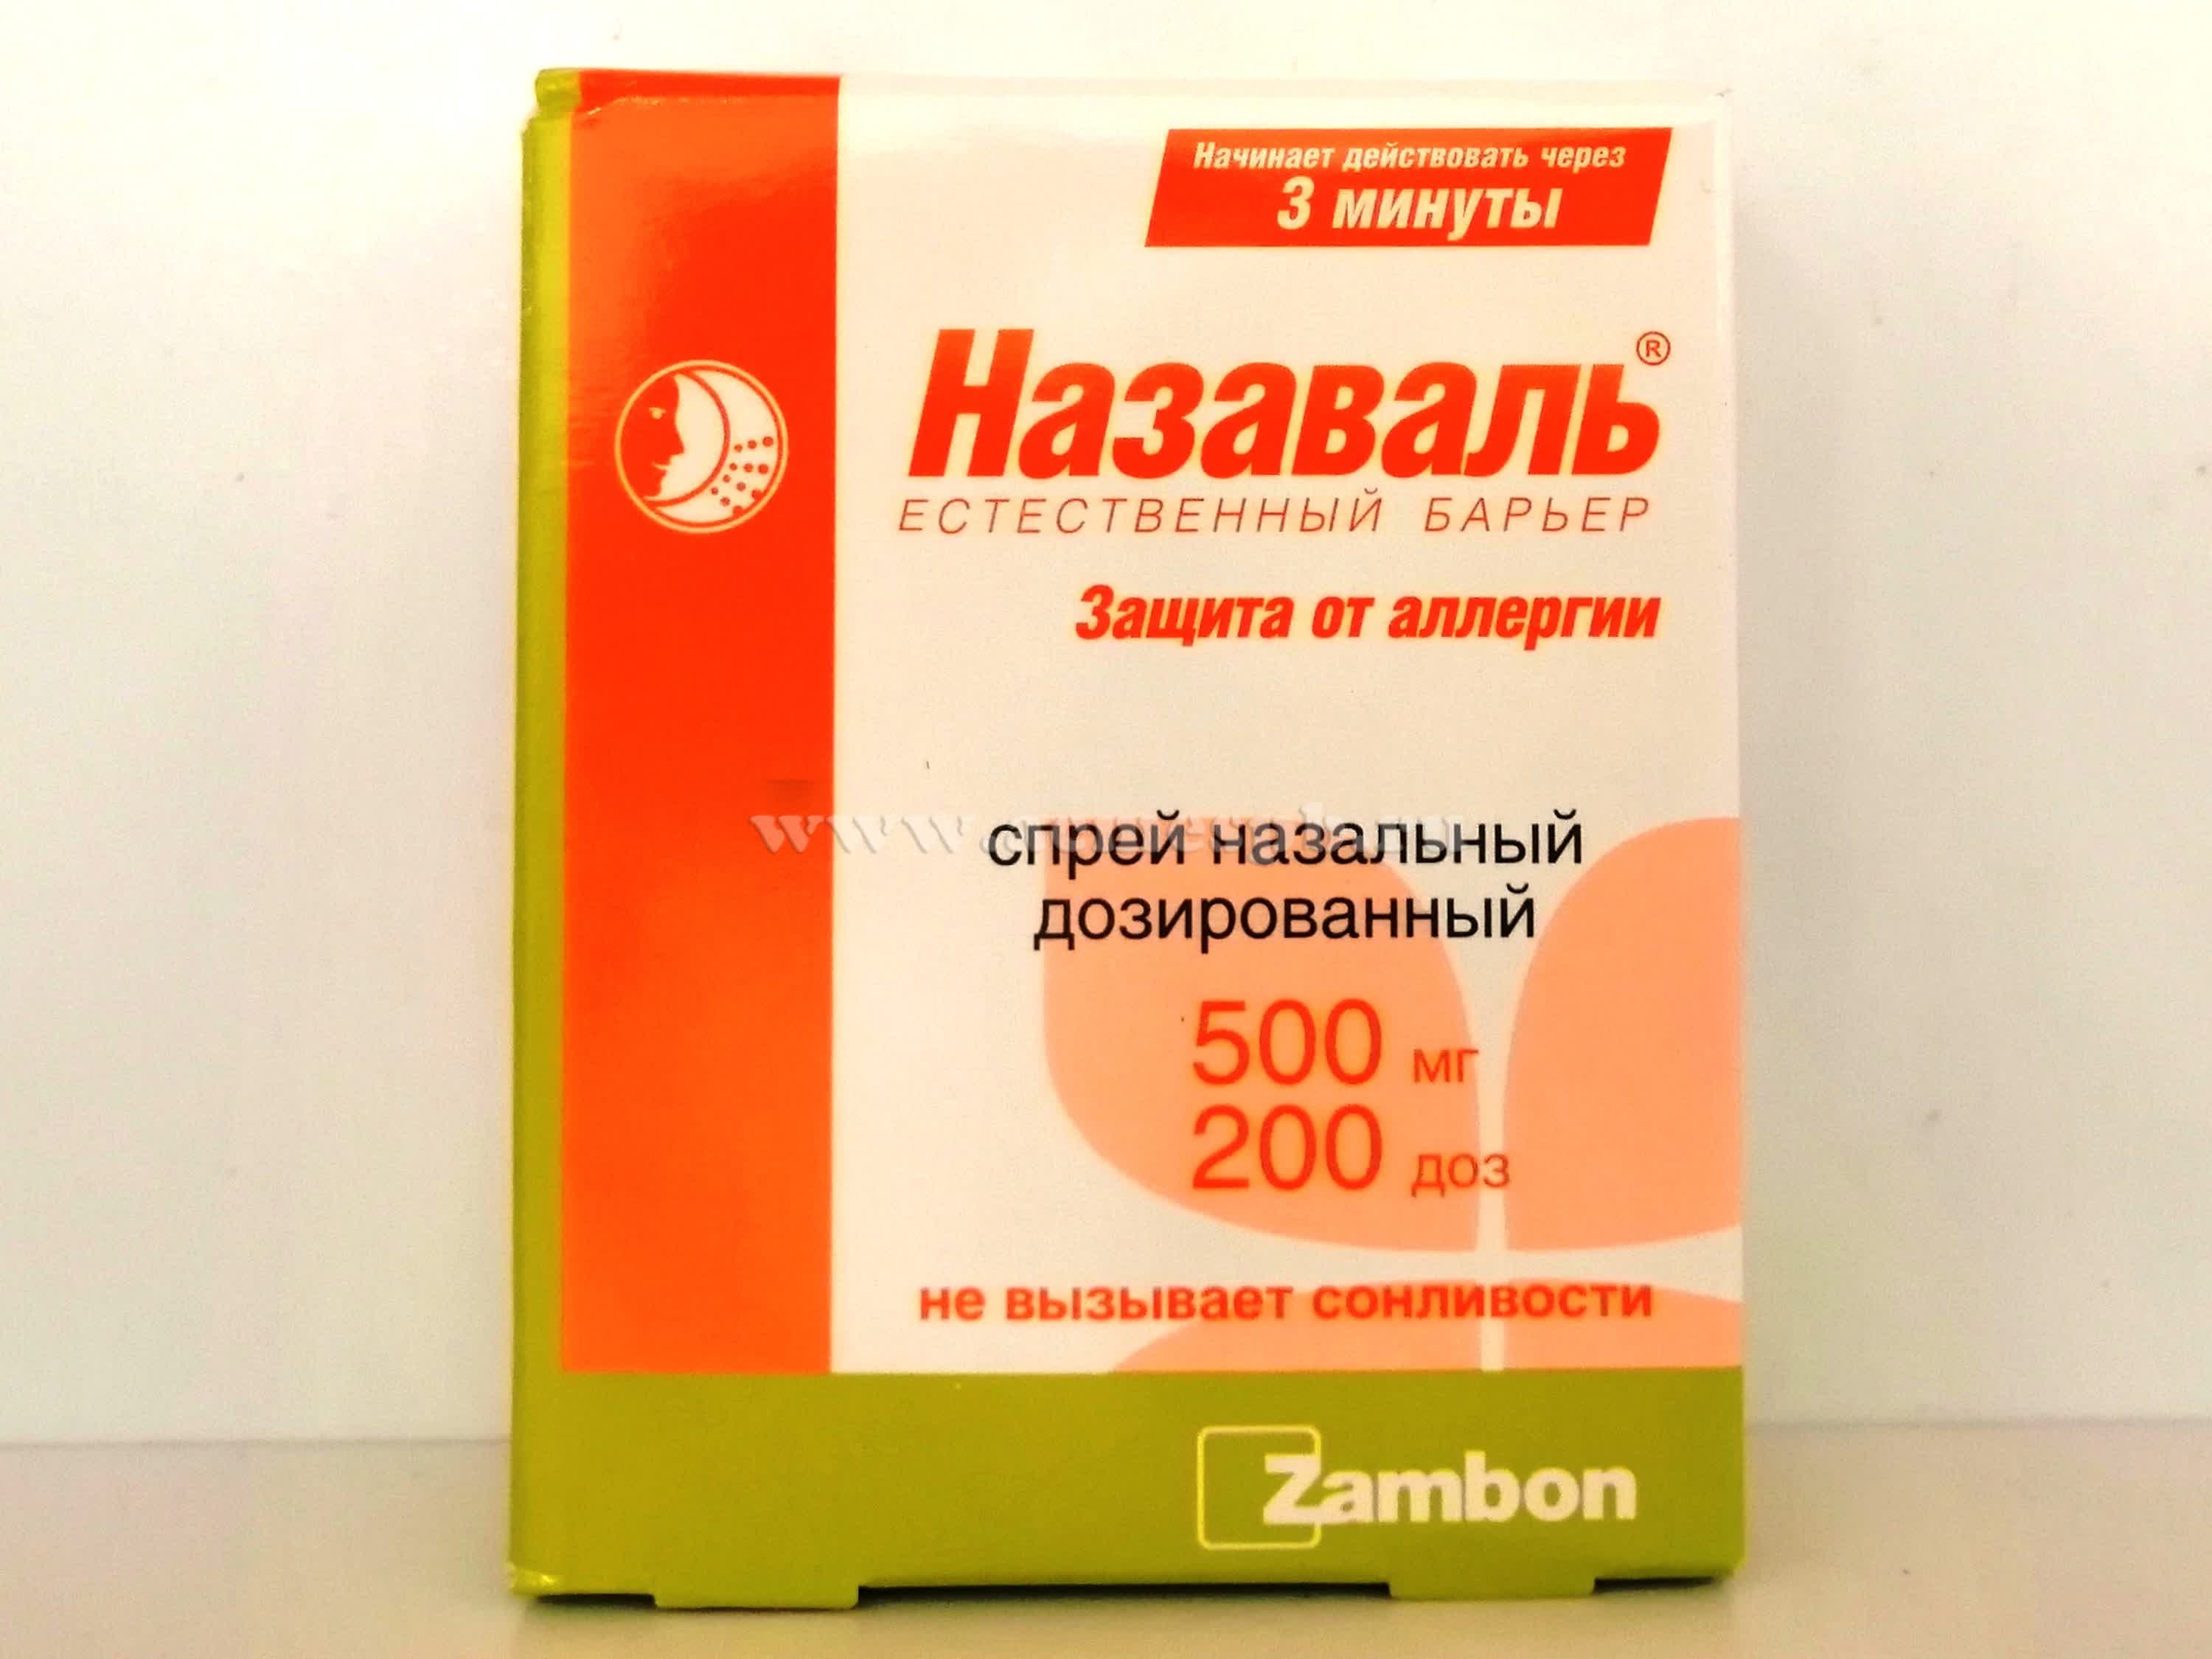 Начинает действовать через
3 минуты
Назаваль®
ЕСТЕСТВЕННЫЙ БАРЬЕР
Защита от аллергии
спрей назальный
дозированный
500 мг
200 доз
не вызывает сонливости
Zambon